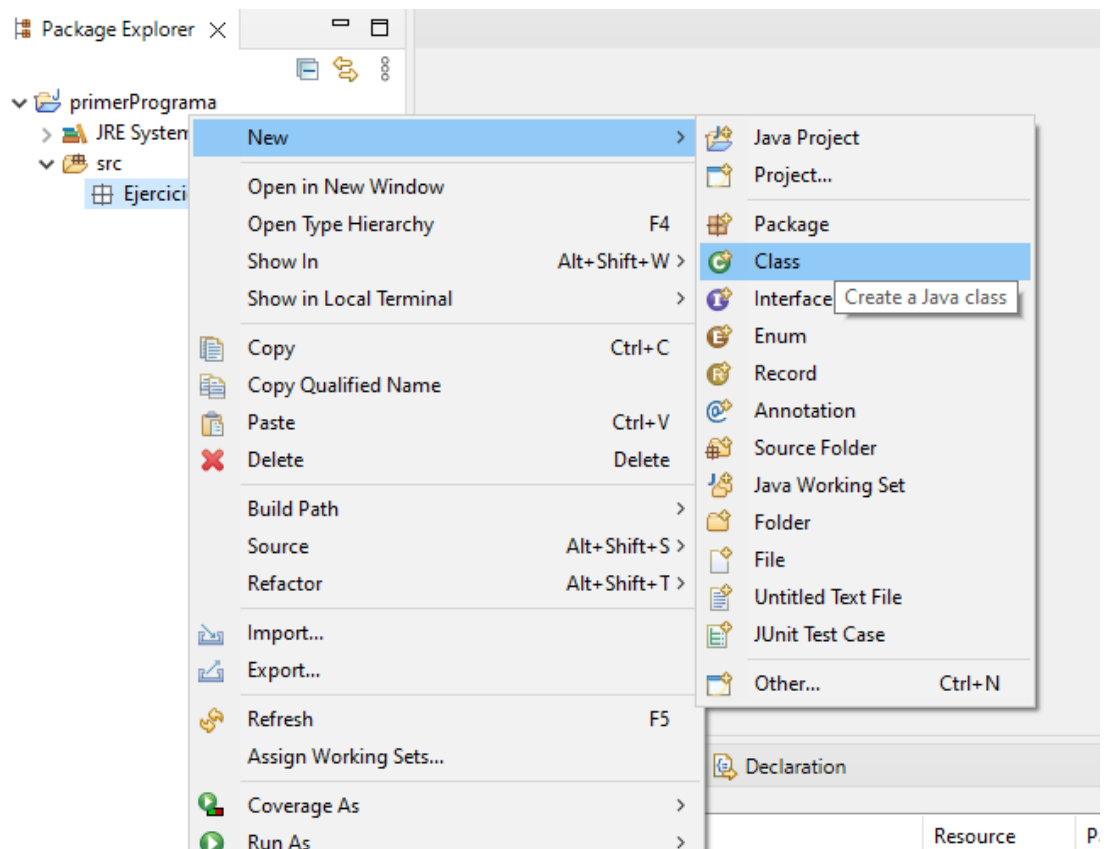 Package Explorer
primerPrograma
JRE System
src
Ejercici
New
Open in New Window
Open Type Hierarchy F4
Show In Alt+Shift+W >
Show in Local Terminal >
Copy Ctrl+C
Copy Qualified Name
Paste Ctrl+V
Delete Delete
Build Path >
Source Alt+Shift+S >
Refactor Alt+Shift+T >
Import...
Export...
Refresh F5
Assign Working Sets...
Coverage As >
Run As >
Java Project
Project...
Package
Class
Interface
Create a Java class
Enum
Record
Annotation
Source Folder
Java Working Set
Folder
File
Untitled Text File
JUnit Test Case
Other... Ctrl+N
Declaration
Resource